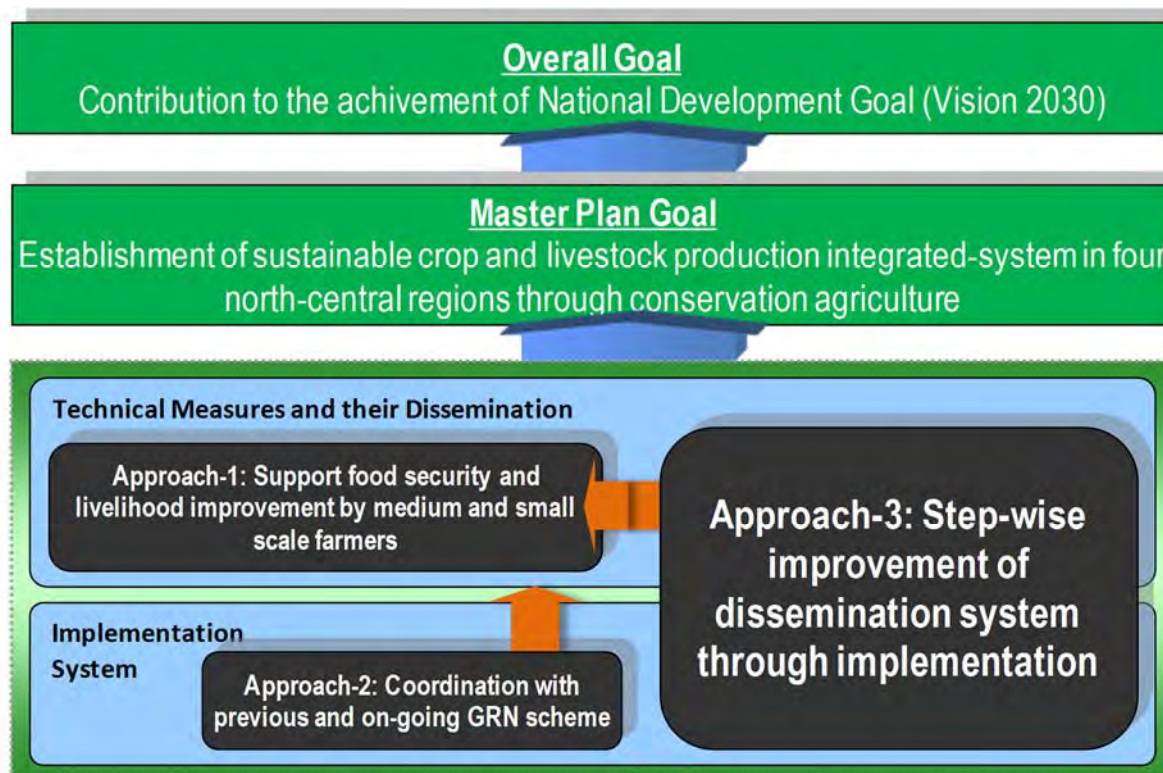 Overall Goal
Contribution to the achivement of National Development Goal (Vision 2030)
Master Plan Goal
Establishment of sustainable crop and livestock production integrated-system in four
north-central regions through conservation agriculture
Technical Measures and their Dissemination
Approach-1: Support food security and
livelihood improvement by medium and small
scale farmers
Approach-3: Step-wise
improvement of
dissemination system
through implementation
Implementation
System
Approach-2: Coordination with
previous and on-going GRN scheme